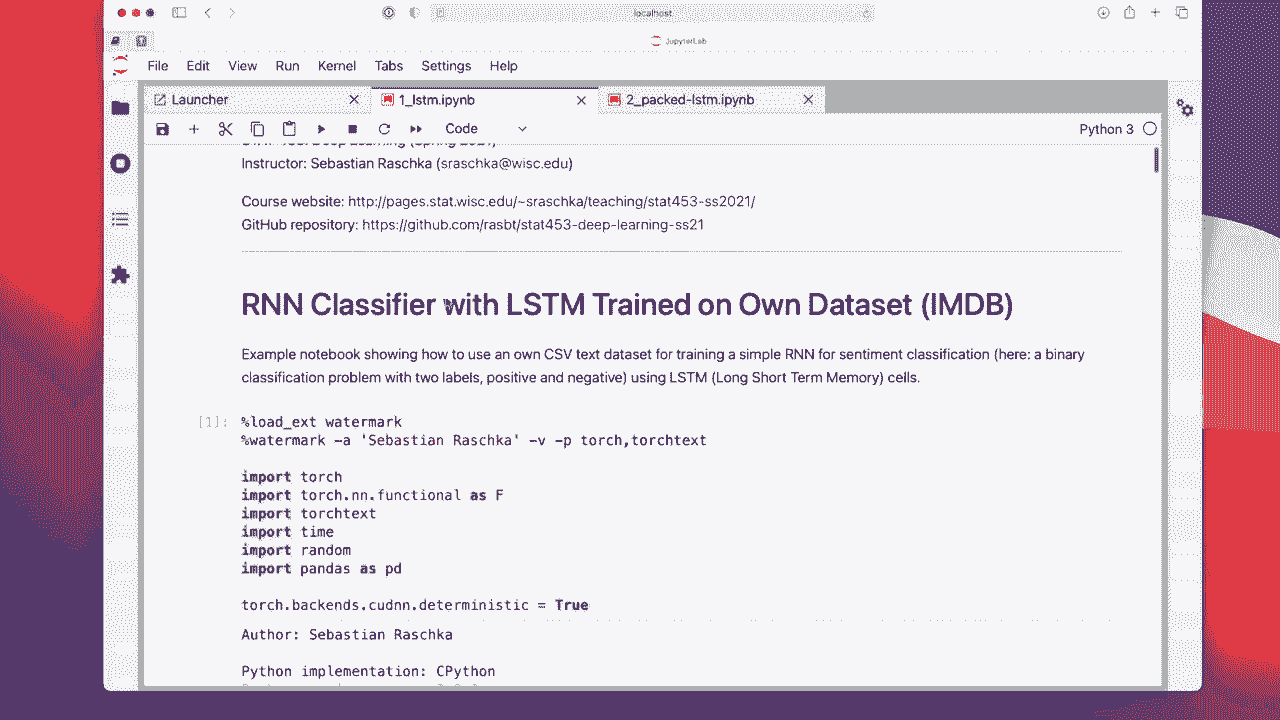 localhost
JupyterLab
File Edit View Run Kernel Tabs Settings Help
Launcher 1_lstm.ipynb 2_packed-lstm.ipynb
Code Python 3
Instructor: Sebastian Raschka (sraschka@wisc.edu)
Course website: http://pages.stat.wisc.edu/~sraschka/teaching/stat453-ss2021/
GitHub repository: https://github.com/rasbt/stat453-deep-learning-ss21
RNN Classifier with LSTM Trained on Own Dataset (IMDB)
Example notebook showing how to use an own CSV text dataset for training a simple RNN for sentiment classification (here: a binary
classification problem with two labels, positive and negative) using LSTM (Long Short Term Memory) cells.
[1]: %load_ext watermark
%watermark -a 'Sebastian Raschka' -v -p torch,torchtext
import torch
import torch.nn.functional as F
import torchtext
import time
import random
import pandas as pd
torch.backends.cudnn.deterministic = True
Author: Sebastian Raschka
Python implementation: CPython